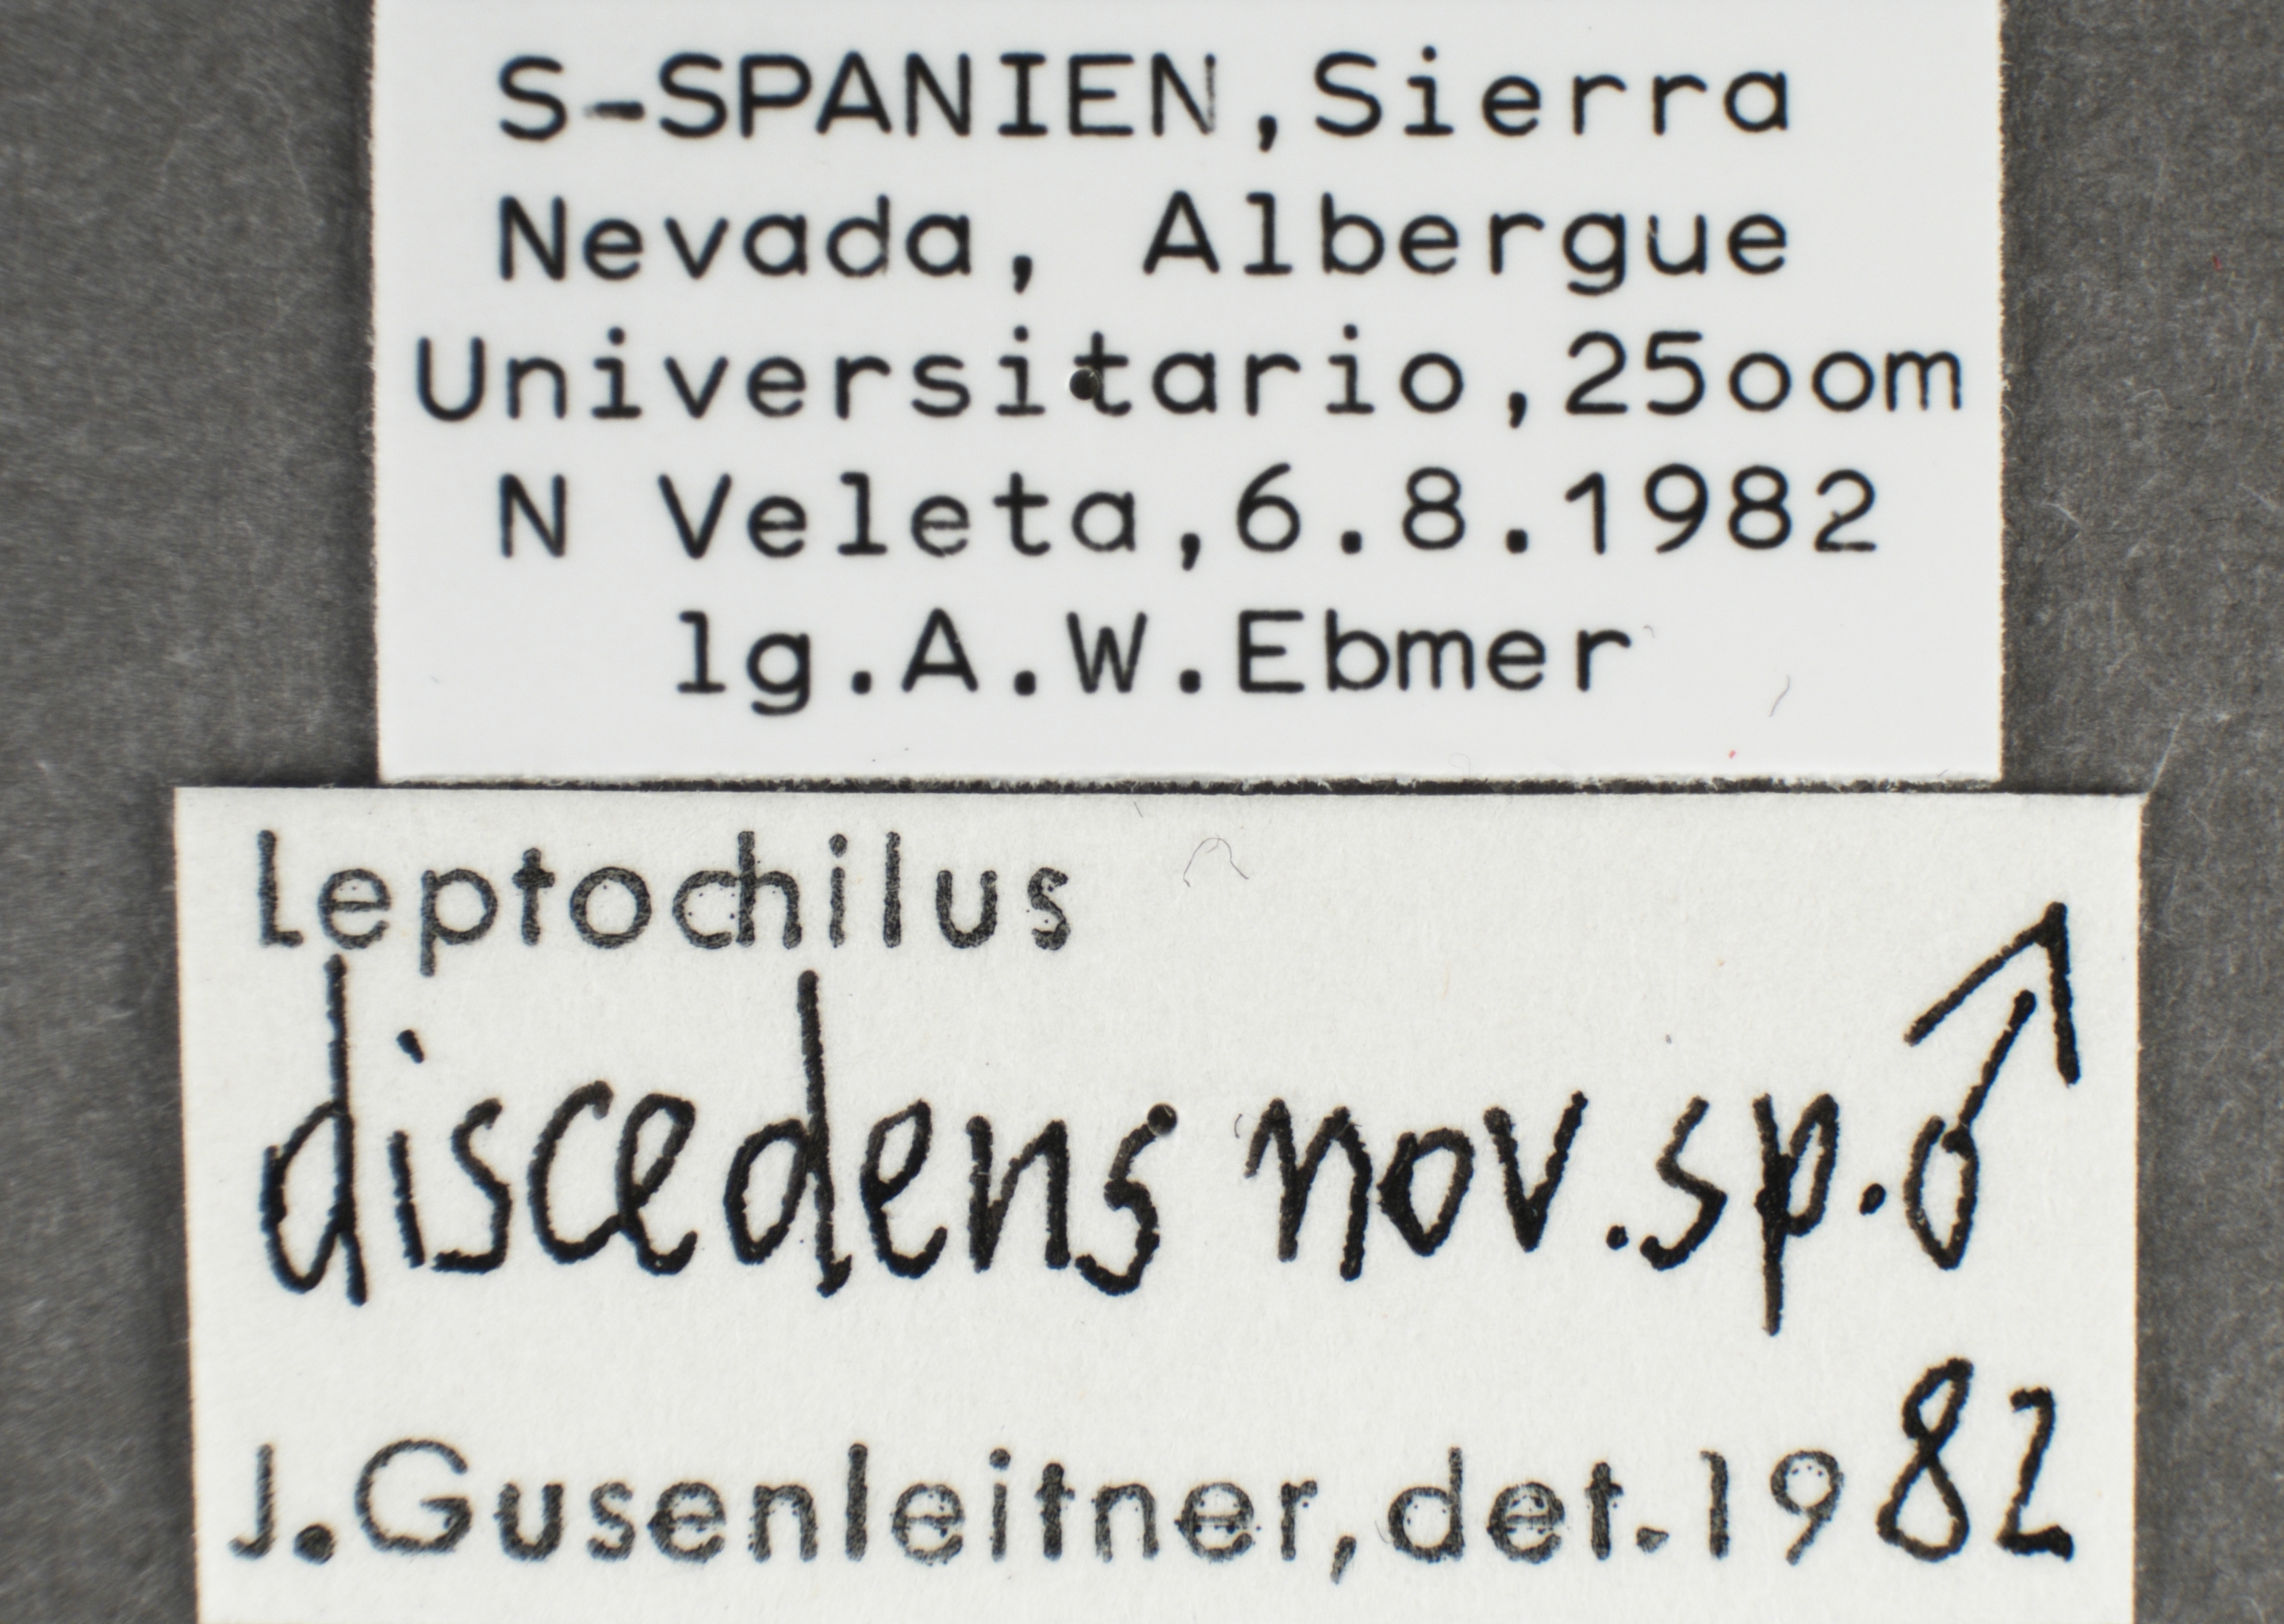 S-SPANIEN,Sierra
Nevada, Albergue
Universitario,25oom
N Veleta,6.8.1982
lg.A.W.Ebmer
Leptochilus
discedens nov.sp.♂
J.Gusenleitner,det.1982